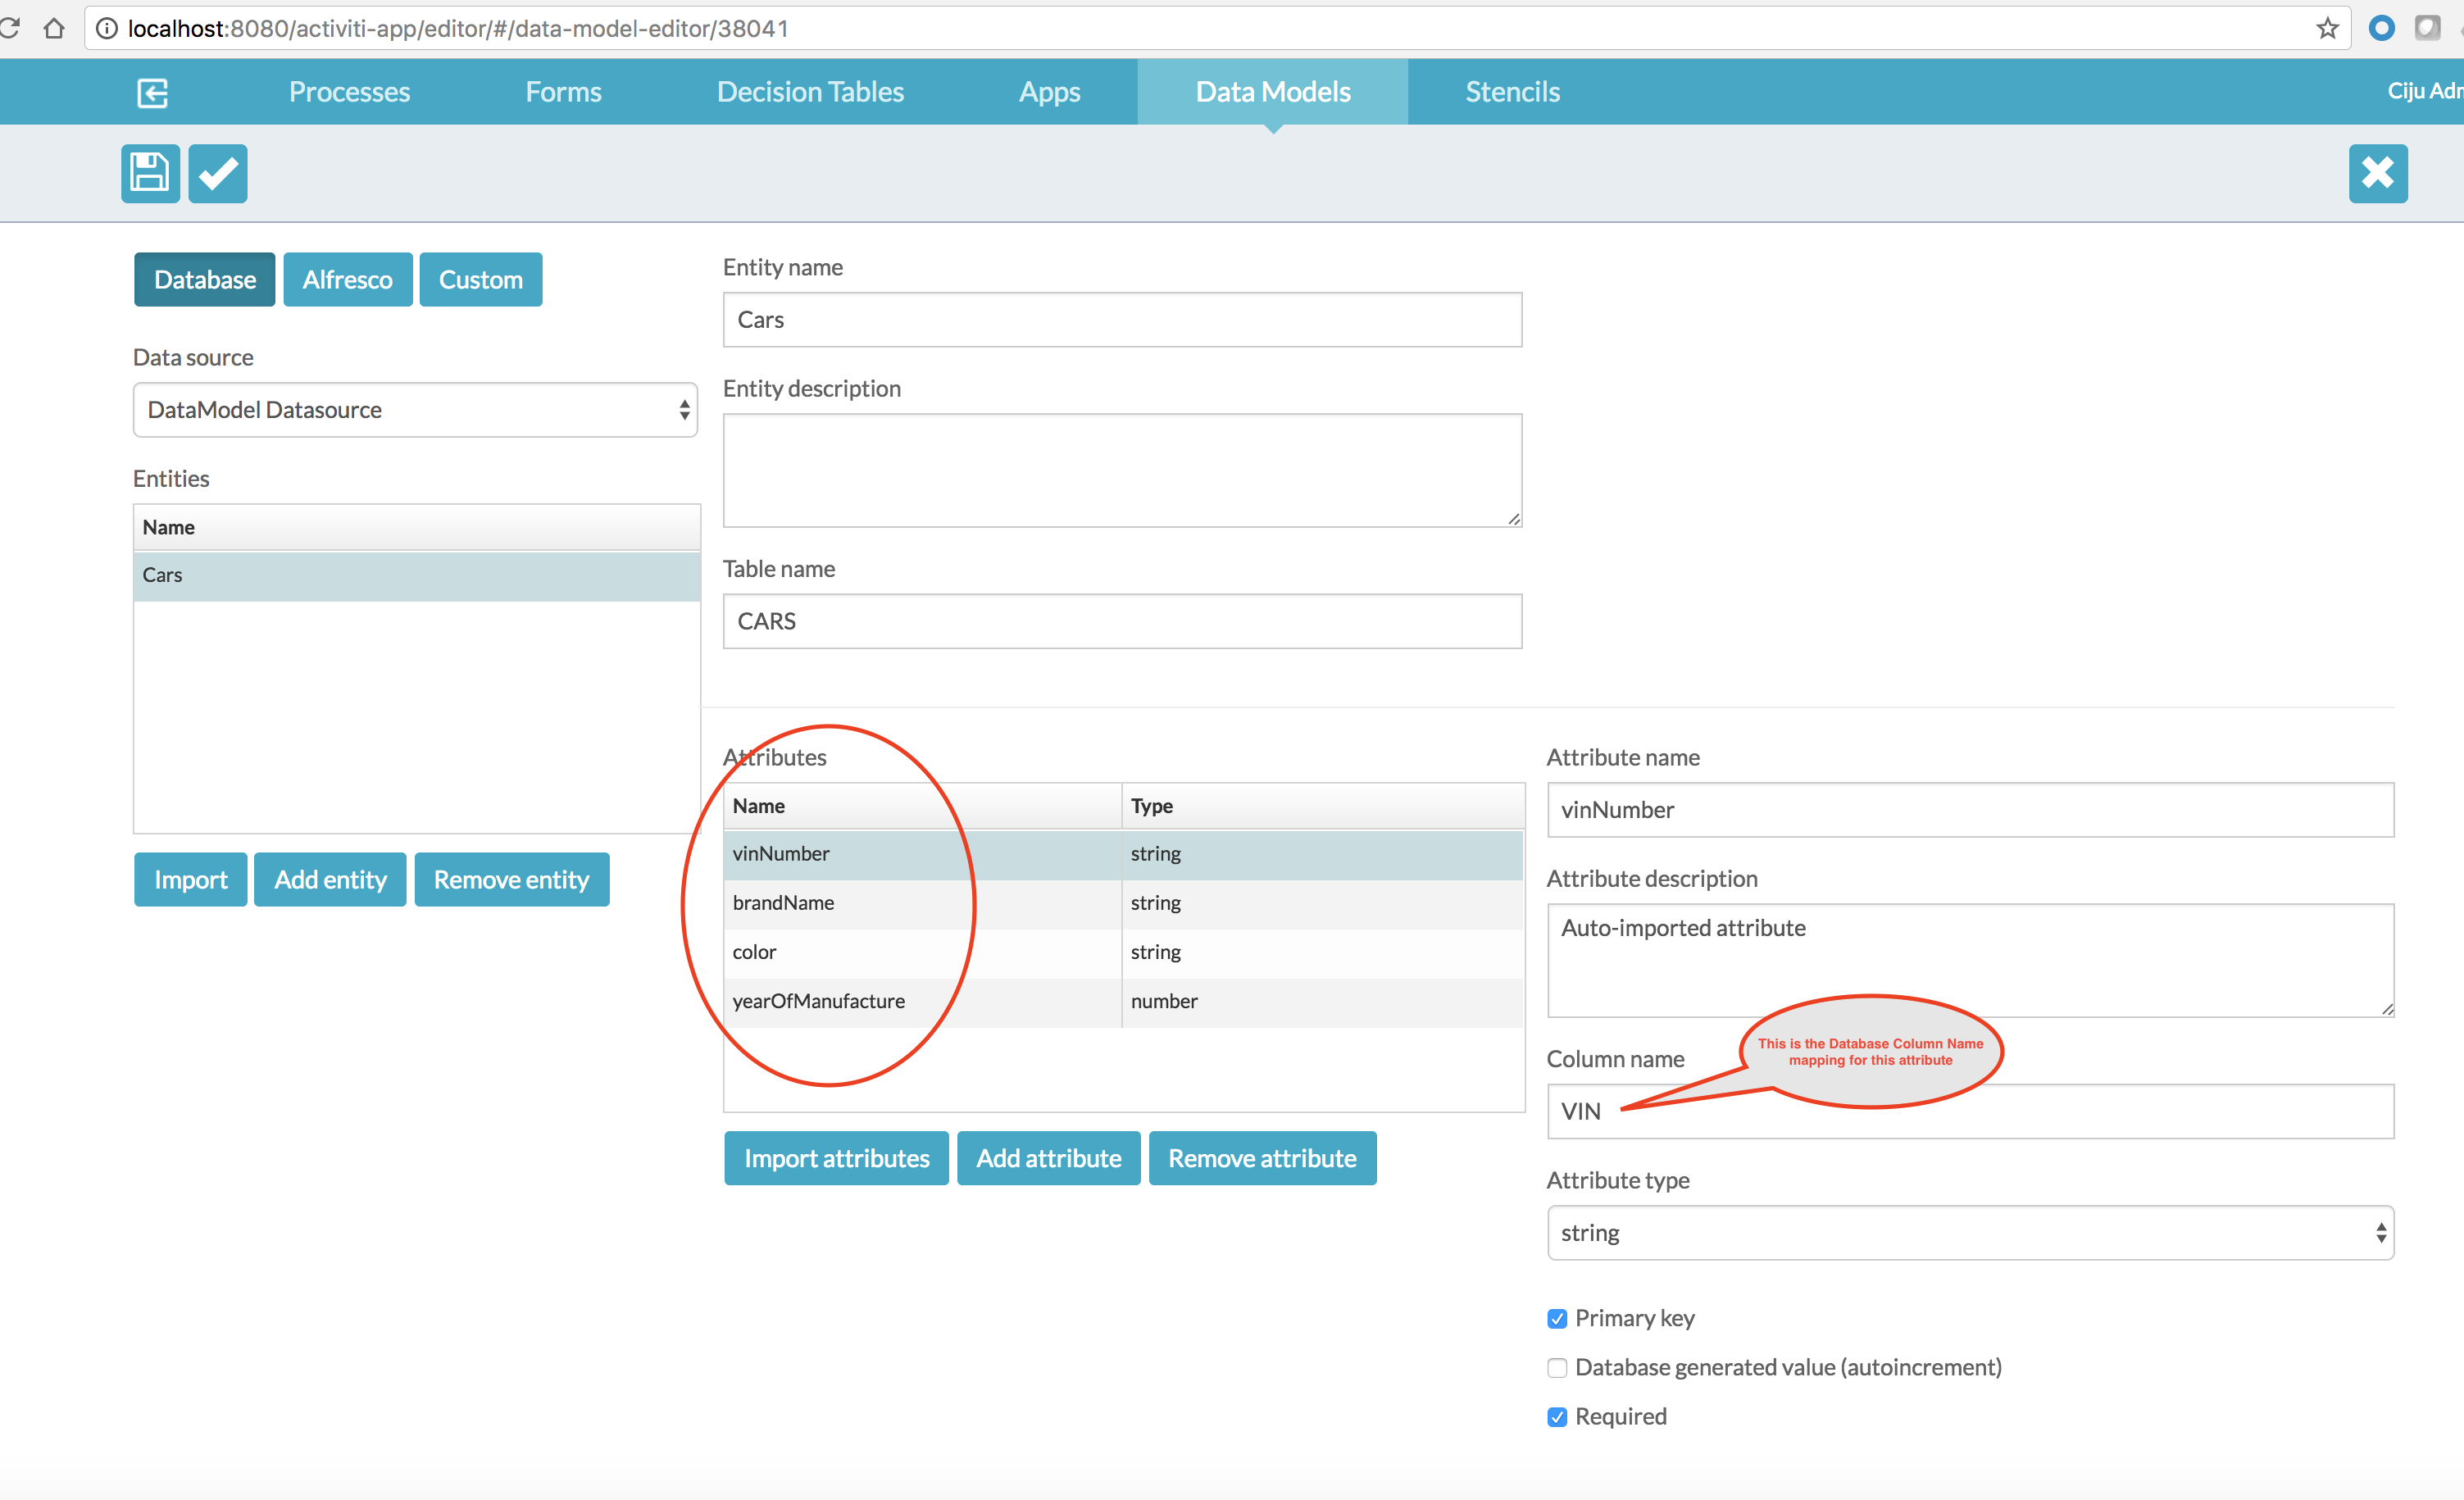 localhost:8080/activiti-app/editor/#/data-model-editor/38041
Processes Forms Decision Tables Apps Data Models Stencils Ciju Adm
Database Alfresco Custom
Data source
DataModel Datasource
Entities
Name
Cars
Import Add entity Remove entity
Entity name
Cars
Entity description
Table name
CARS
Attributes
Name Type
vinNumber string
brandName string
color string
yearOfManufacture number
Import attributes Add attribute Remove attribute
Attribute name
vinNumber
Attribute description
Auto-imported attribute
This is the Database Column Name
mapping for this attribute
Column name
VIN
Attribute type
string
Primary key
Database generated value (autoincrement)
Required